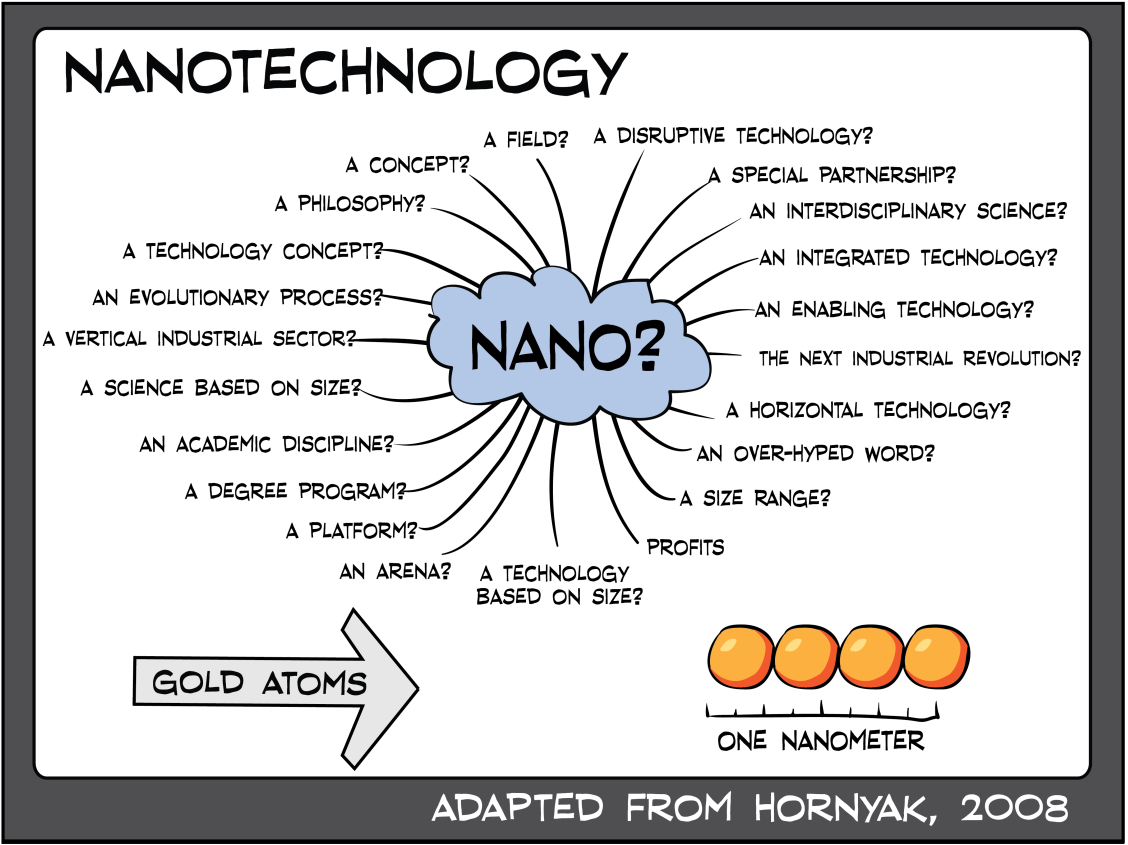 NANOTECHNOLOGY
A FIELD?
A DISRUPTIVE TECHNOLOGY?
A CONCEPT?
A SPECIAL PARTNERSHIP?
A PHILOSOPHY?
AN INTERDISCIPLINARY SCIENCE?
A TECHNOLOGY CONCEPT?
AN INTEGRATED TECHNOLOGY?
AN EVOLUTIONARY PROCESS?
AN ENABLING TECHNOLOGY?
A VERTICAL INDUSTRIAL SECTOR?
NANO?
THE NEXT INDUSTRIAL REVOLUTION?
A SCIENCE BASED ON SIZE?
A HORIZONTAL TECHNOLOGY?
AN ACADEMIC DISCIPLINE?
AN OVER-HYPED WORD?
A DEGREE PROGRAM?
A SIZE RANGE?
A PLATFORM?
PROFITS
AN ARENA?
A TECHNOLOGY
BASED ON SIZE?
GOLD ATOMS
ONE NANOMETER
ADAPTED FROM HORNYAK, 2008